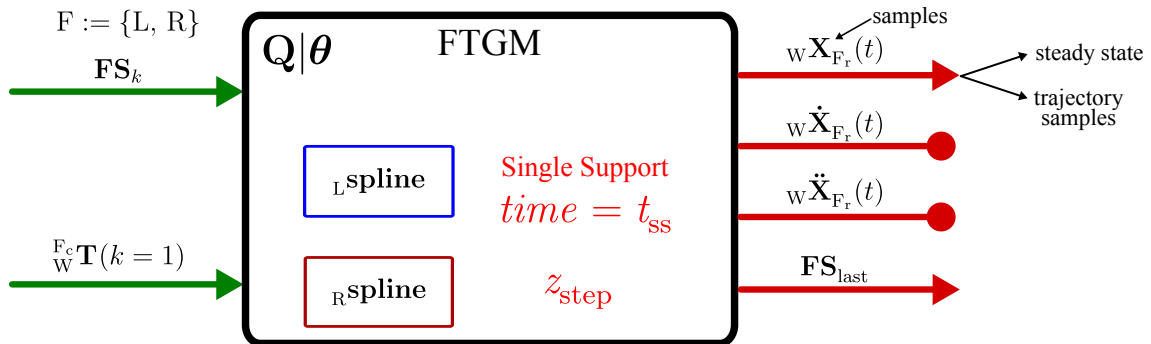 F := {L, R}
FS_k
^{F_c}_W T(k = 1)
Q|θ
FTGM
_L spline
_R spline
Single Support
time = t_ss
z_step
samples
_W X_{F_r}(t)
steady state
trajectory
samples
_W Ẋ_{F_r}(t)
_W Ẍ_{F_r}(t)
FS_last